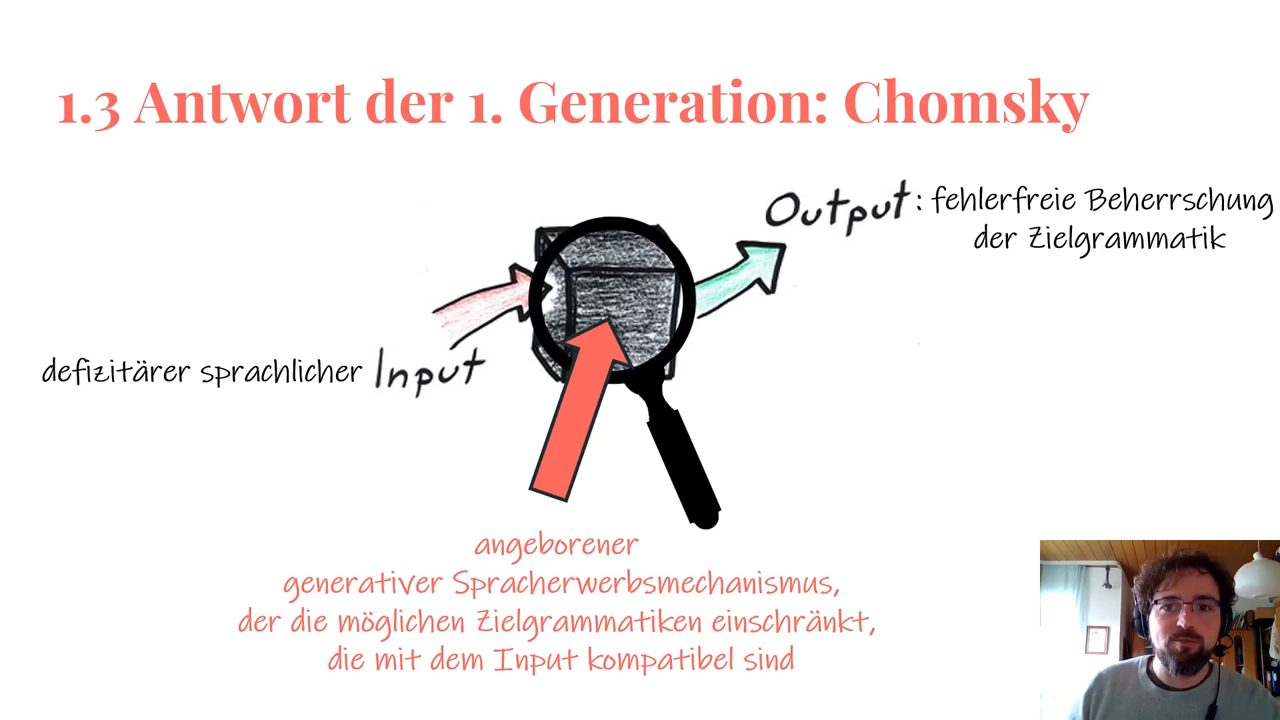 1.3 Antwort der 1. Generation: Chomsky
Output: fehlerfreie Beherrschung
der Zielgrammatik
defizitärer sprachlicher Input
angeborener
generativer Spracherwerbsmechanismus,
der die möglichen Zielgrammatiken einschränkt,
die mit dem Input kompatibel sind